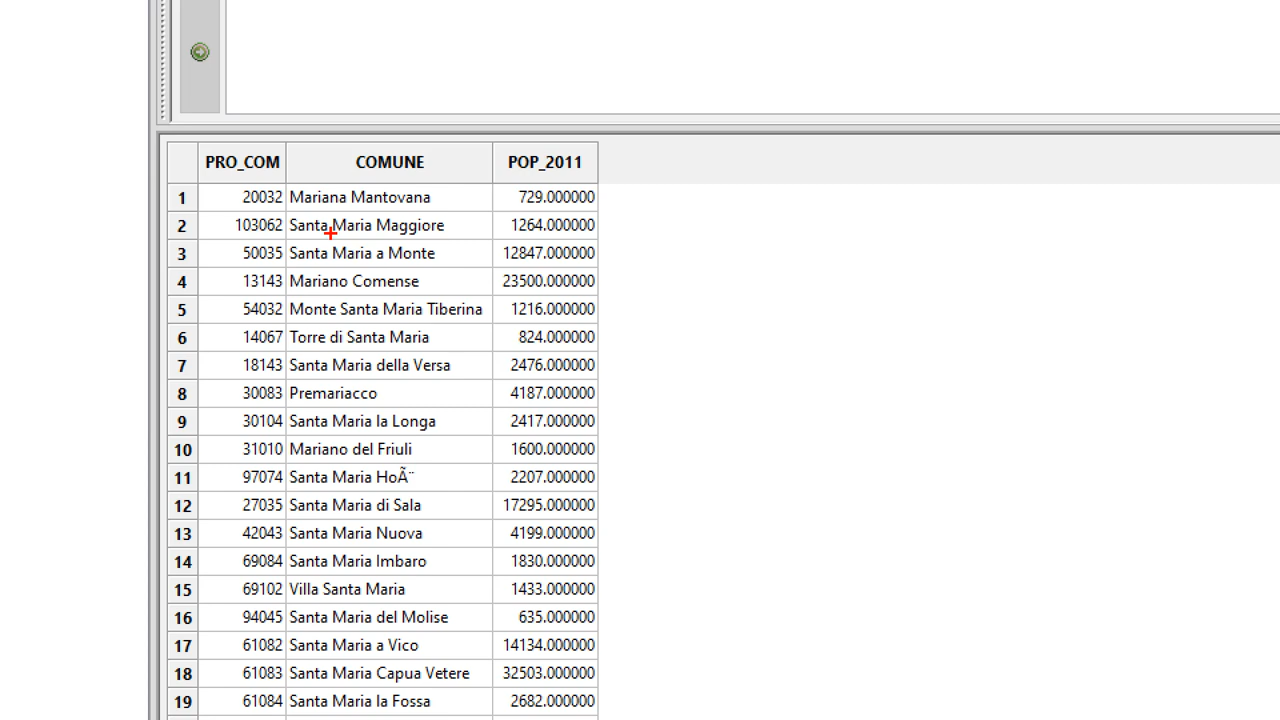 PRO_COM COMUNE POP_2011
1 20032 Mariana Mantovana 729.000000
2 103062 Santa Maria Maggiore 1264.000000
3 50035 Santa Maria a Monte 12847.000000
4 13143 Mariano Comense 23500.000000
5 54032 Monte Santa Maria Tiberina 1216.000000
6 14067 Torre di Santa Maria 824.000000
7 18143 Santa Maria della Versa 2476.000000
8 30083 Premariacco 4187.000000
9 30104 Santa Maria la Longa 2417.000000
10 31010 Mariano del Friuli 1600.000000
11 97074 Santa Maria HoÃ¨ 2207.000000
12 27035 Santa Maria di Sala 17295.000000
13 42043 Santa Maria Nuova 4199.000000
14 69084 Santa Maria Imbaro 1830.000000
15 69102 Villa Santa Maria 1433.000000
16 94045 Santa Maria del Molise 635.000000
17 61082 Santa Maria a Vico 14134.000000
18 61083 Santa Maria Capua Vetere 32503.000000
19 61084 Santa Maria la Fossa 2682.000000